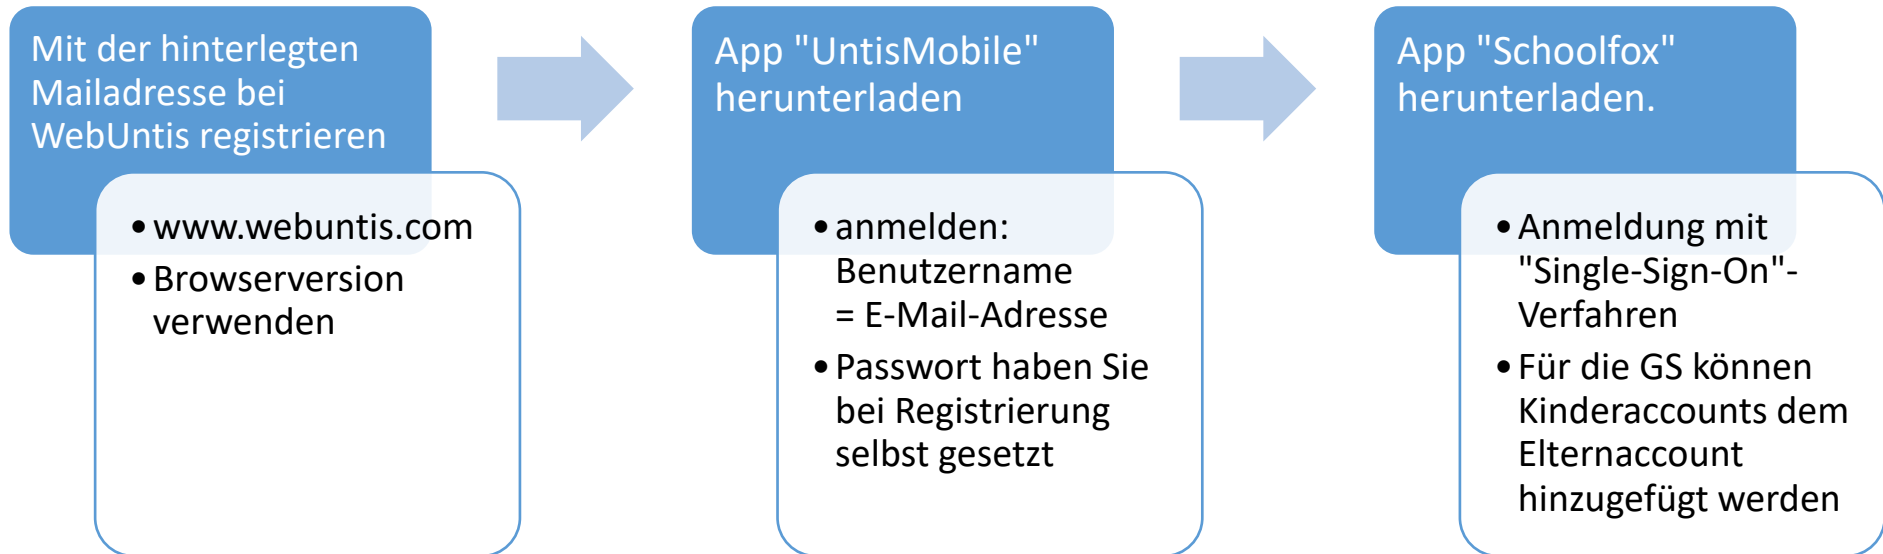 Mit der hinterlegten
Mailadresse bei
WebUntis registrieren
•www.webuntis.com
•Browserversion
verwenden
App "UntisMobile"
herunterladen
•anmelden:
Benutzername
= E-Mail-Adresse
•Passwort haben Sie
bei Registrierung
selbst gesetzt
App "Schoolfox"
herunterladen.
•Anmeldung mit
"Single-Sign-On"-
Verfahren
•Für die GS können
Kinderaccounts dem
Elternaccount
hinzugefügt werden